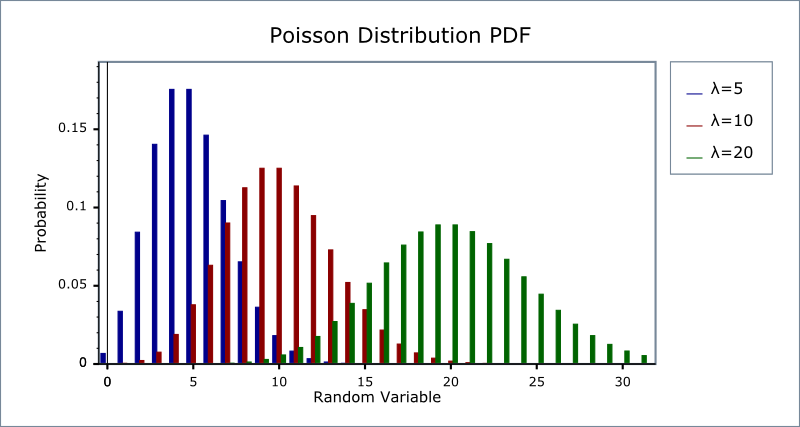 Poisson Distribution PDF
λ=5
λ=10
λ=20
Probability
0.15
0.1
0.05
0
0 5 10 15 20 25 30
Random Variable